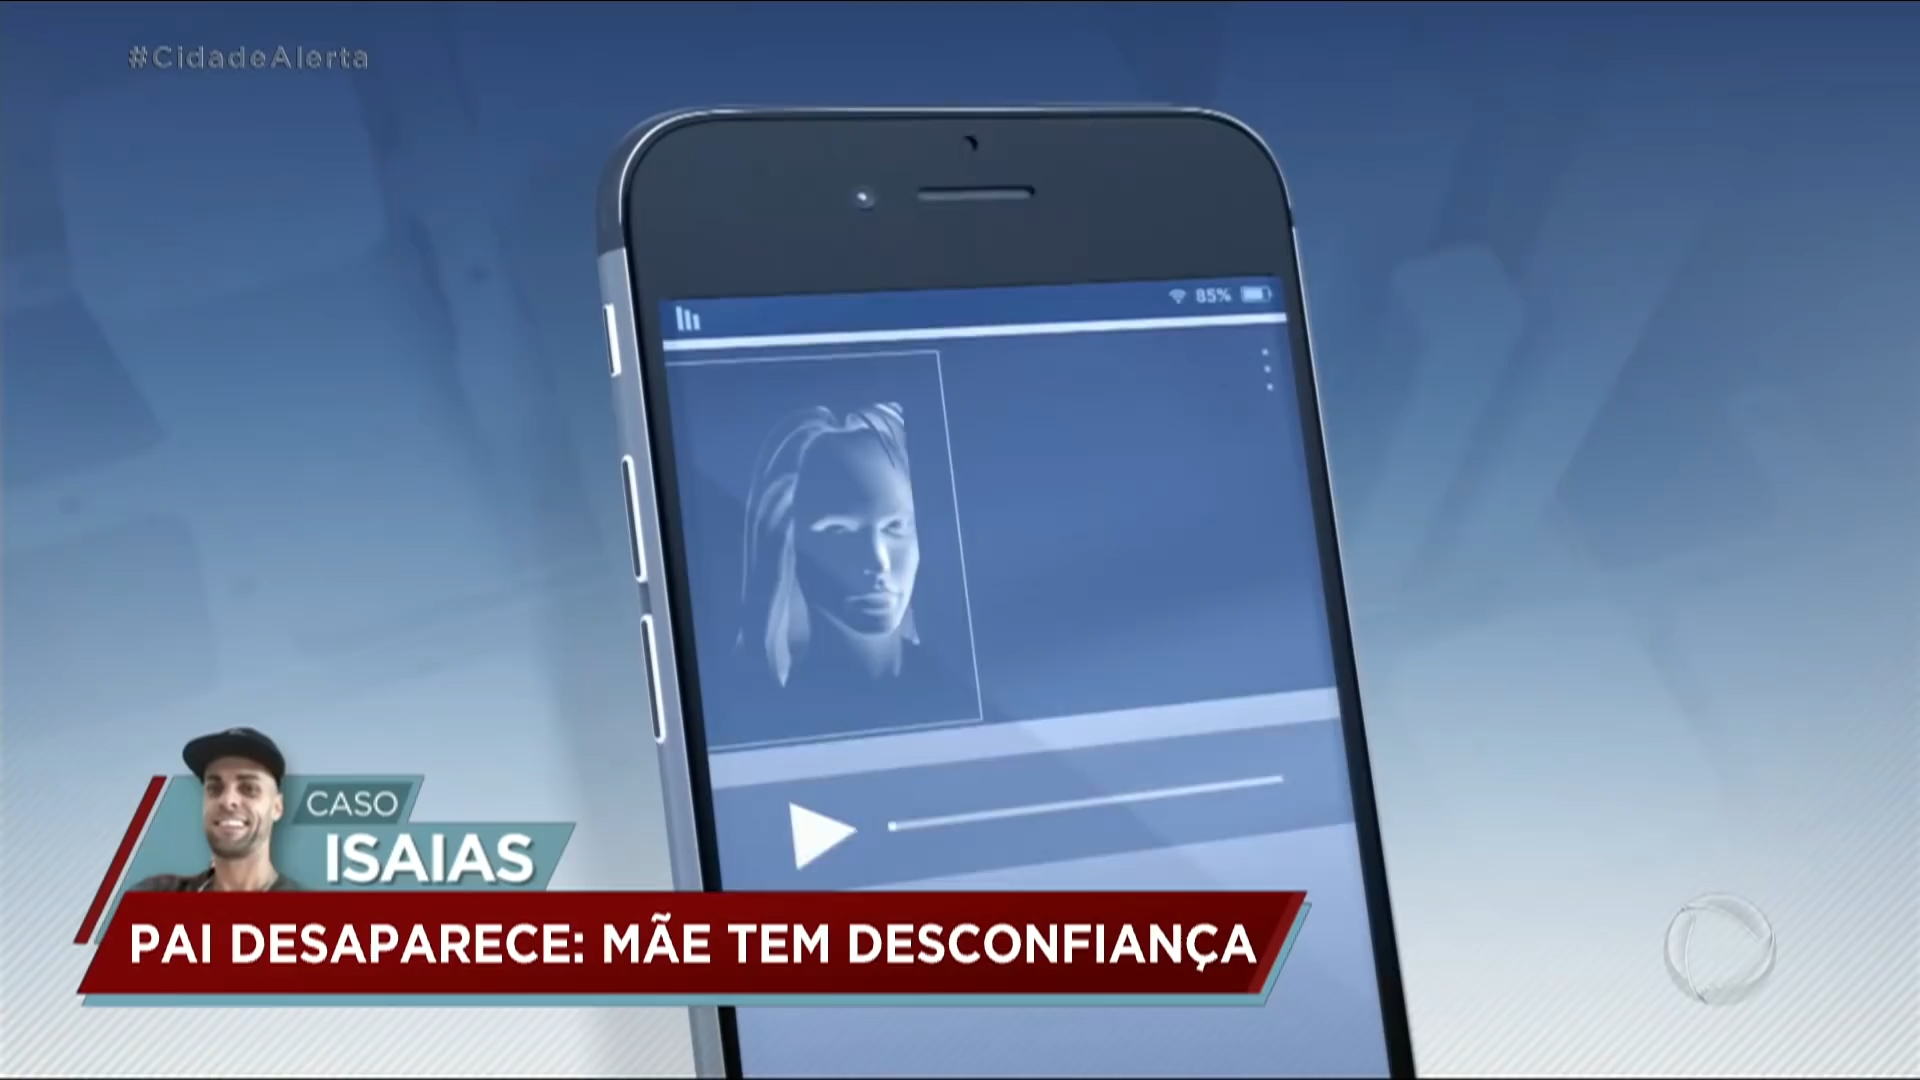 #CidadeAlerta
85%
CASO
ISAIAS
PAI DESAPARECE: MÃE TEM DESCONFIANÇA